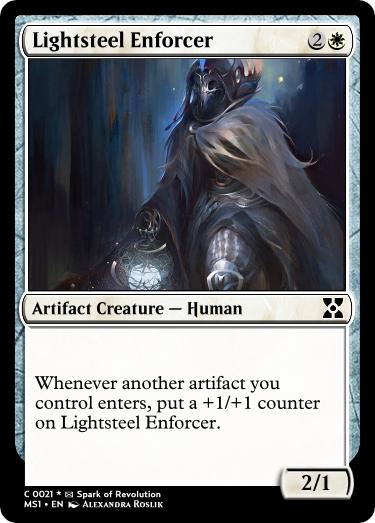 Lightsteel Enforcer 2
Artifact Creature — Human
Whenever another artifact you
control enters, put a +1/+1 counter
on Lightsteel Enforcer.
2/1
C 0021 * Spark of Revolution
MS1 • EN Alexandra Roslik